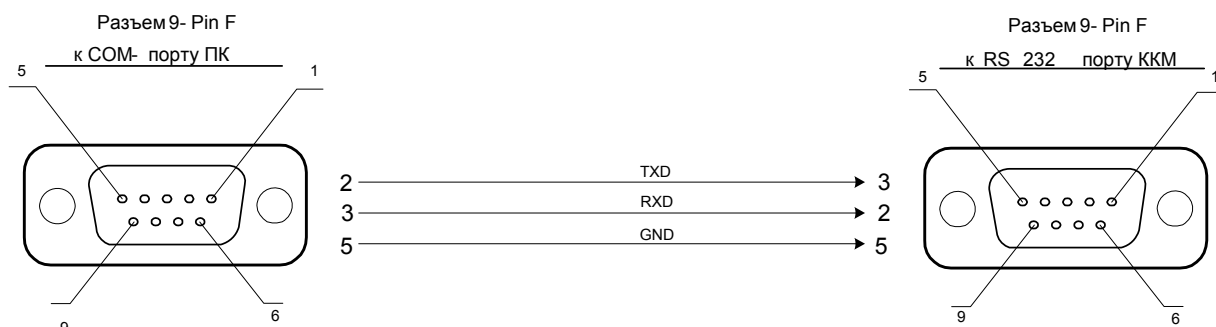 Разъем 9- Pin F
к COM- порту ПК
5
1
9
6
2 TXD 3
3 RXD 2
5 GND 5
Разъем 9- Pin F
к RS 232 порту ККМ
5
1
9
6